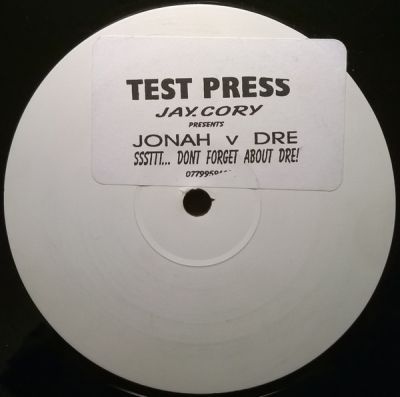 TEST PRESS
JAY.CORY
PRESENTS
JONAH v DRE
SSSTTT... DONT FORGET ABOUT DRE!